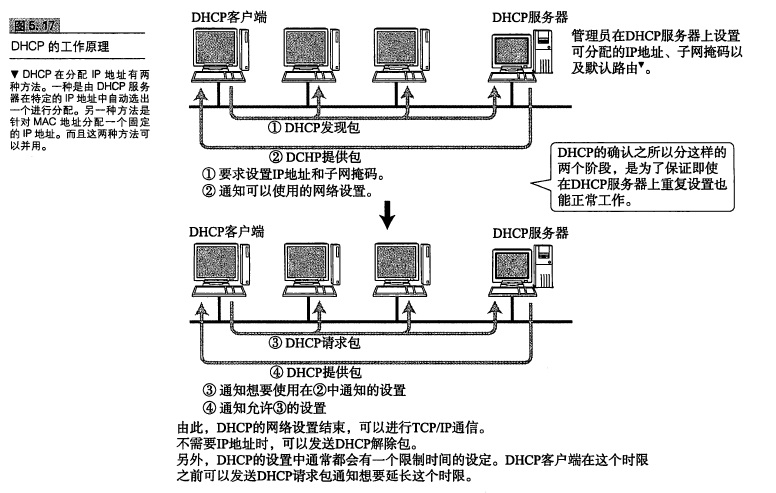 图5.17
DHCP 的工作原理
▼ DHCP 在分配 IP 地址有两
种方法。一种是由 DHCP 服务
器在特定的 IP 地址中自动选出
一个进行分配。另一种方法是
针对 MAC 地址分配一个固定
的 IP 地址。而且这两种方法可
以并用。
DHCP客户端
DHCP服务器
管理员在DHCP服务器上设置
可分配的IP地址、子网掩码以
及默认路由▼。
① DHCP发现包
② DCHP提供包
① 要求设置IP地址和子网掩码。
② 通知可以使用的网络设置。
DHCP的确认之所以分这样的
两个阶段，是为了保证即使
在DHCP服务器上重复设置也
能正常工作。
DHCP客户端
DHCP服务器
③ DHCP请求包
④ DHCP提供包
③ 通知想要使用在②中通知的设置
④ 通知允许③的设置
由此，DHCP的网络设置结束，可以进行TCP/IP通信。
不需要IP地址时，可以发送DHCP解除包。
另外，DHCP的设置中通常都会有一个限制时间的设定。DHCP客户端在这个时限
之前可以发送DHCP请求包通知想要延长这个时限。